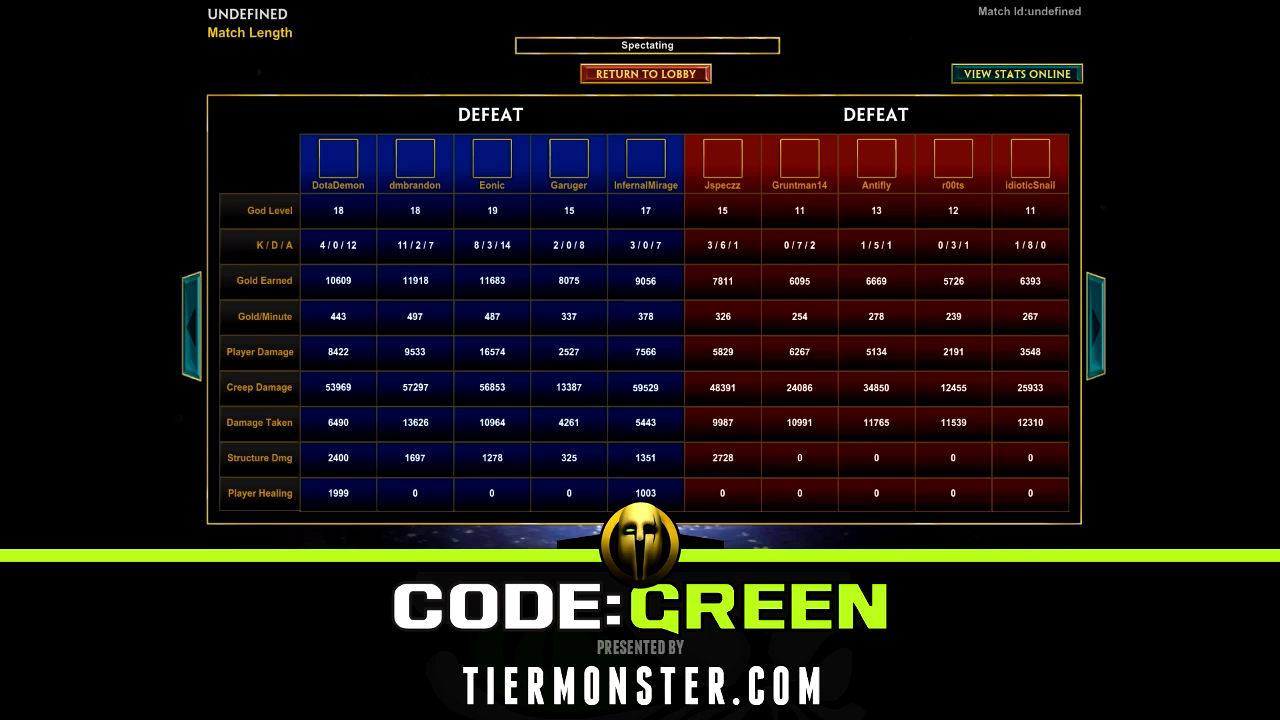 UNDEFINED
Match Id:undefined
Match Length
Spectating
RETURN TO LOBBY
VIEW STATS ONLINE
DEFEAT DEFEAT
DotaDemon dmbrandon Eonic Garuger InfernalMirage Jspeczz Gruntman14 Antifly r00ts idioticSnail
God Level 18 18 19 15 17 15 11 13 12 11
K / D / A 4 / 0 / 12 11 / 2 / 7 8 / 3 / 14 2 / 0 / 8 3 / 0 / 7 3 / 6 / 1 0 / 7 / 2 1 / 5 / 1 0 / 3 / 1 1 / 8 / 0
Gold Earned 10609 11918 11683 8075 9056 7811 6095 6669 5726 6393
Gold/Minute 443 497 487 337 378 326 254 278 239 267
Player Damage 8422 9533 16574 2527 7566 5829 6267 5134 2191 3548
Creep Damage 53969 57297 56853 13387 59529 48391 24086 34850 12455 25933
Damage Taken 6490 13626 10964 4261 5443 9987 10991 11765 11539 12310
Structure Dmg 2400 1697 1278 325 1351 2728 0 0 0 0
Player Healing 1999 0 0 0 1003 0 0 0 0 0
CODE:GREEN
PRESENTED BY
TIERMONSTER.COM